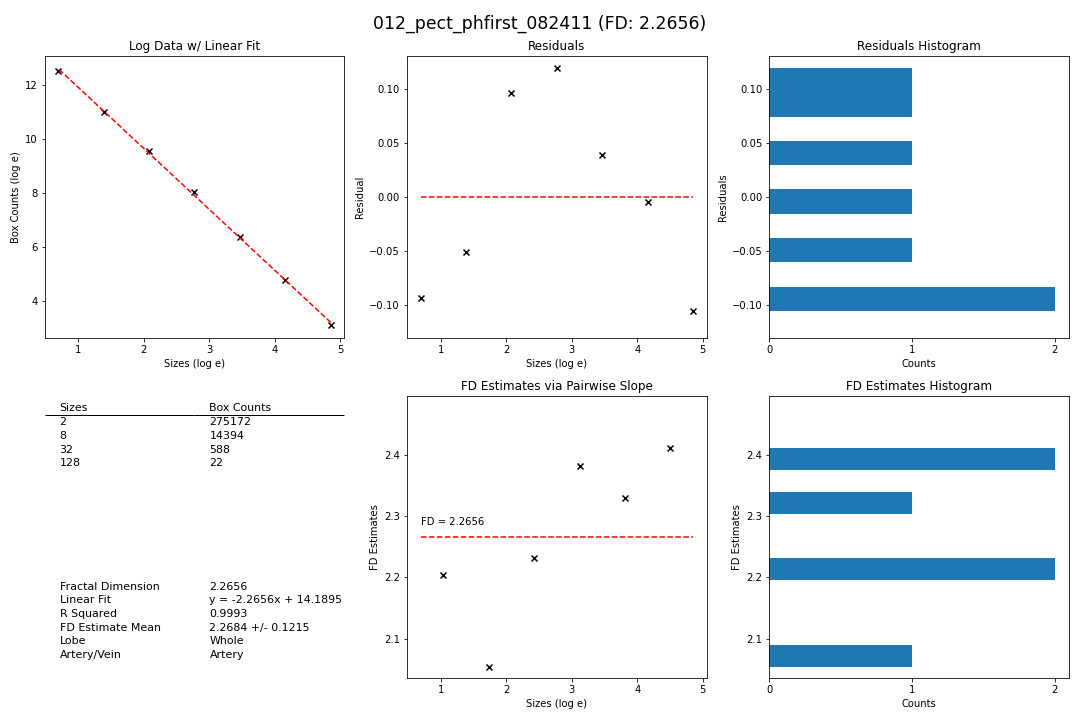 012_pect_phfirst_082411 (FD: 2.2656)
Log Data w/ Linear Fit
Box Counts (log e)
12
10
8
6
4
1 2 3 4 5
Sizes (log e)
Residuals
Residual
0.10
0.05
0.00
−0.05
−0.10
1 2 3 4 5
Sizes (log e)
Residuals Histogram
Residuals
0.10
0.05
0.00
−0.05
−0.10
0 1 2
Counts
Sizes Box Counts
2 275172
8 14394
32 588
128 22
Fractal Dimension 2.2656
Linear Fit y = -2.2656x + 14.1895
R Squared 0.9993
FD Estimate Mean 2.2684 +/- 0.1215
Lobe Whole
Artery/Vein Artery
FD Estimates via Pairwise Slope
FD Estimates
2.4
2.3
2.2
2.1
FD = 2.2656
1 2 3 4 5
Sizes (log e)
FD Estimates Histogram
FD Estimates
2.4
2.3
2.2
2.1
0 1 2
Counts